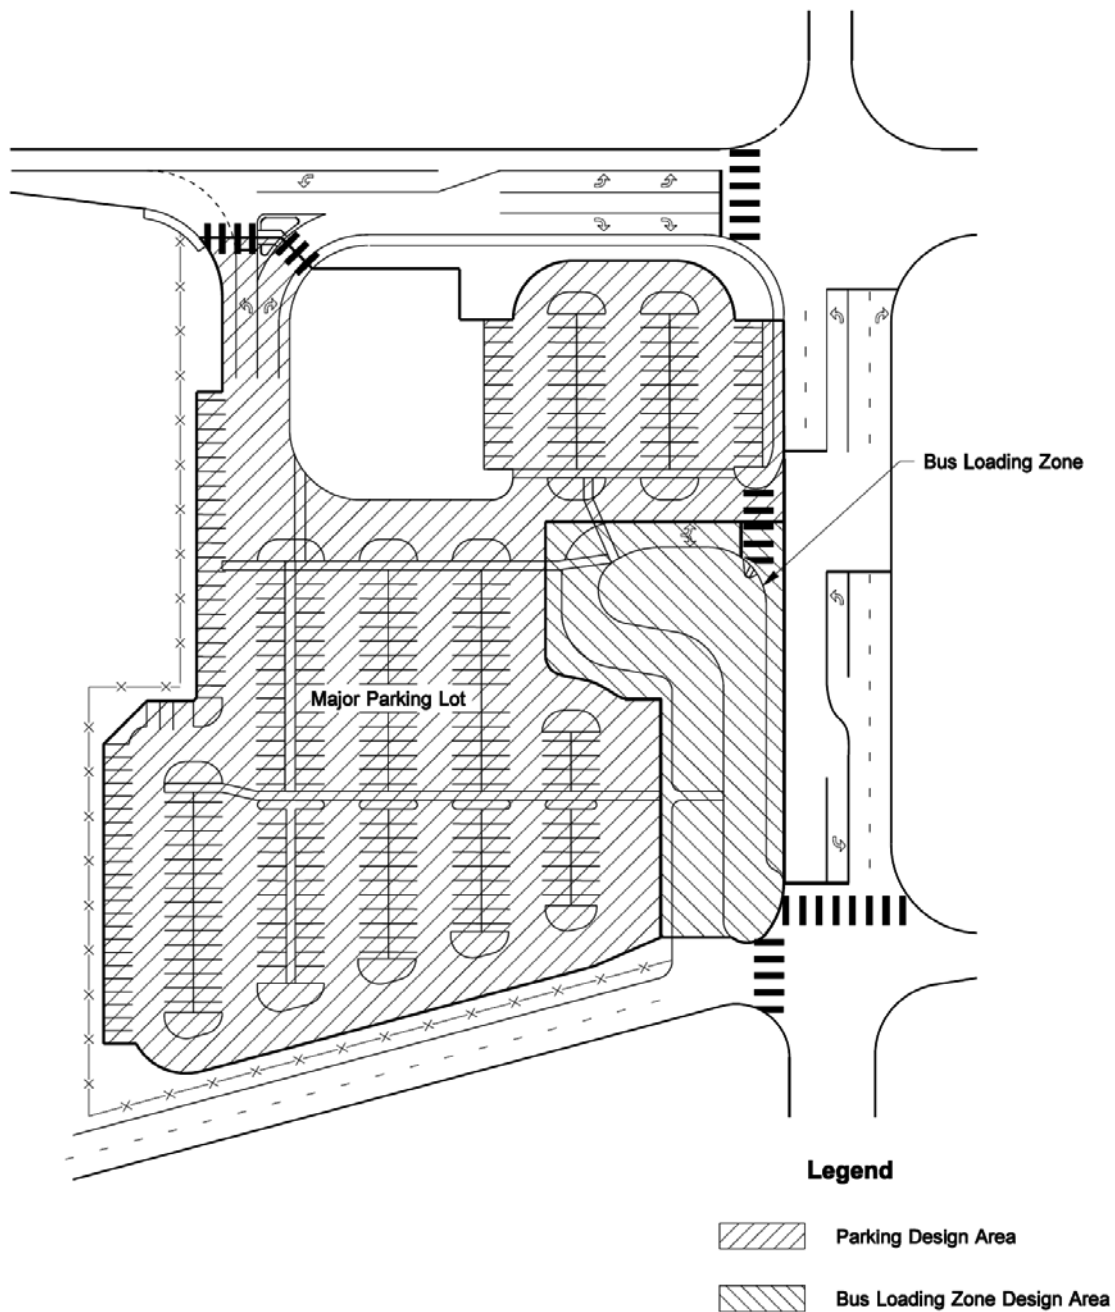 Bus Loading Zone
Major Parking Lot
Legend
Parking Design Area
Bus Loading Zone Design Area